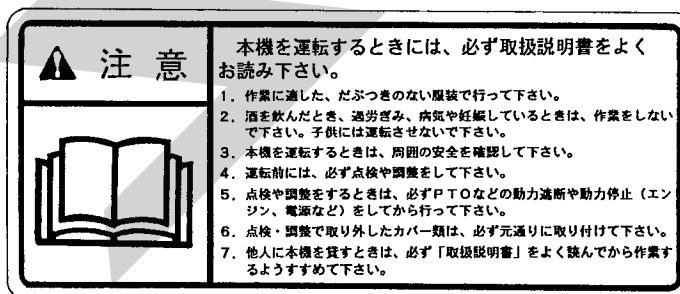 注 意
本機を運転するときには、必ず取扱説明書をよく
お読み下さい。
1．作業に適した、だぶつきのない服装で行って下さい。
2．酒を飲んだとき、過労ぎみ、病気や妊娠しているときは、作業をしない
で下さい。子供には運転させないで下さい。
3．本機を運転するときは、周囲の安全を確認して下さい。
4．運転前には、必ず点検や調整をして下さい。
5．点検や調整をするときは、必ずＰＴＯなどの動力遮断や動力停止（エン
ジン、電源など）をしてから行って下さい。
6．点検・調整で取り外したカバー類は、必ず元通りに取り付けて下さい。
7．他人に本機を貸すときは、必ず「取扱説明書」をよく読んでから作業す
るようすすめて下さい。